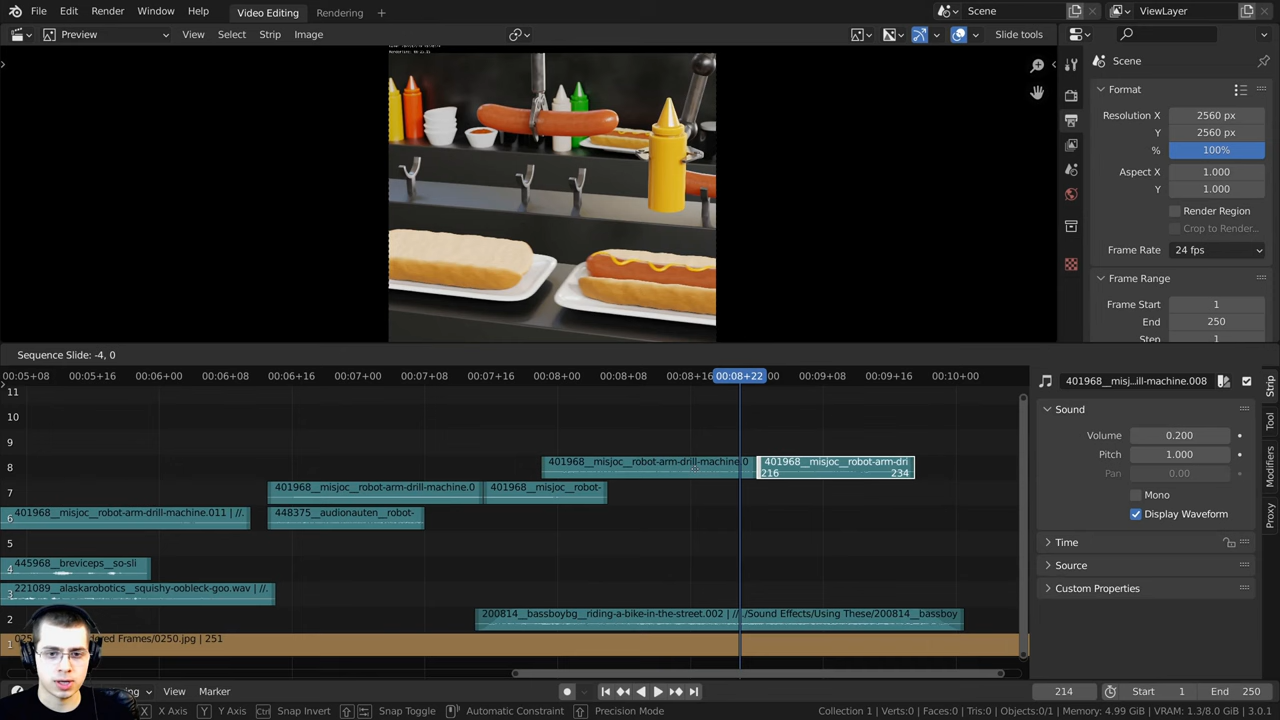 File Edit Render Window Help Video Editing Rendering + Scene ViewLayer
Preview View Select Strip Image Slide tools
Scene
Format
Resolution X 2560 px
Y 2560 px
% 100%
Aspect X 1.000
Y 1.000
Render Region
Crop to Render...
Frame Rate 24 fps
Frame Range
Frame Start 1
End 250
Step
Sequence Slide: -4, 0
00:05+08 00:05+16 00:06+00 00:06+08 00:06+16 00:07+00 00:07+08 00:07+16 00:08+00 00:08+08 00:08+16 00:08+22 00 00:09+08 00:09+16 00:10+00
11
10
9
8 401968__misjoc__robot-arm-drill-machine.0 401968__misjoc__robot-arm-dri
216 234
7 401968__misjoc__robot-arm-drill-machine.0 401968__misjoc__robot-
6 401968__misjoc__robot-arm-drill-machine.011 | //. 448375__audionauten__robot-
5
4 445968__breviceps__so-sli
3 221089__alaskarobotics__squishy-oobleck-goo.wav | //.
2 200814__bassboybg__riding-a-bike-in-the-street.002 | //../Sound Effects/Using These/200814__bassboy
1 Frames/0250.jpg | 251
401968__misj...ill-machine.008
Sound
Volume 0.200
Pitch 1.000
Pan 0.00
Mono
Display Waveform
Time
Source
Custom Properties
Strip
Tool
Proxy
View Marker 214 Start 1 End 250
X X Axis Y Y Axis Ctrl Snap Invert Snap Toggle Automatic Constraint Precision Mode Collection 1 | Verts:0 | Faces:0 | Tris:0 | Objects:0/1 | Memory: 4.99 GiB | VRAM: 1.3/8.0 GiB | 3.0.1